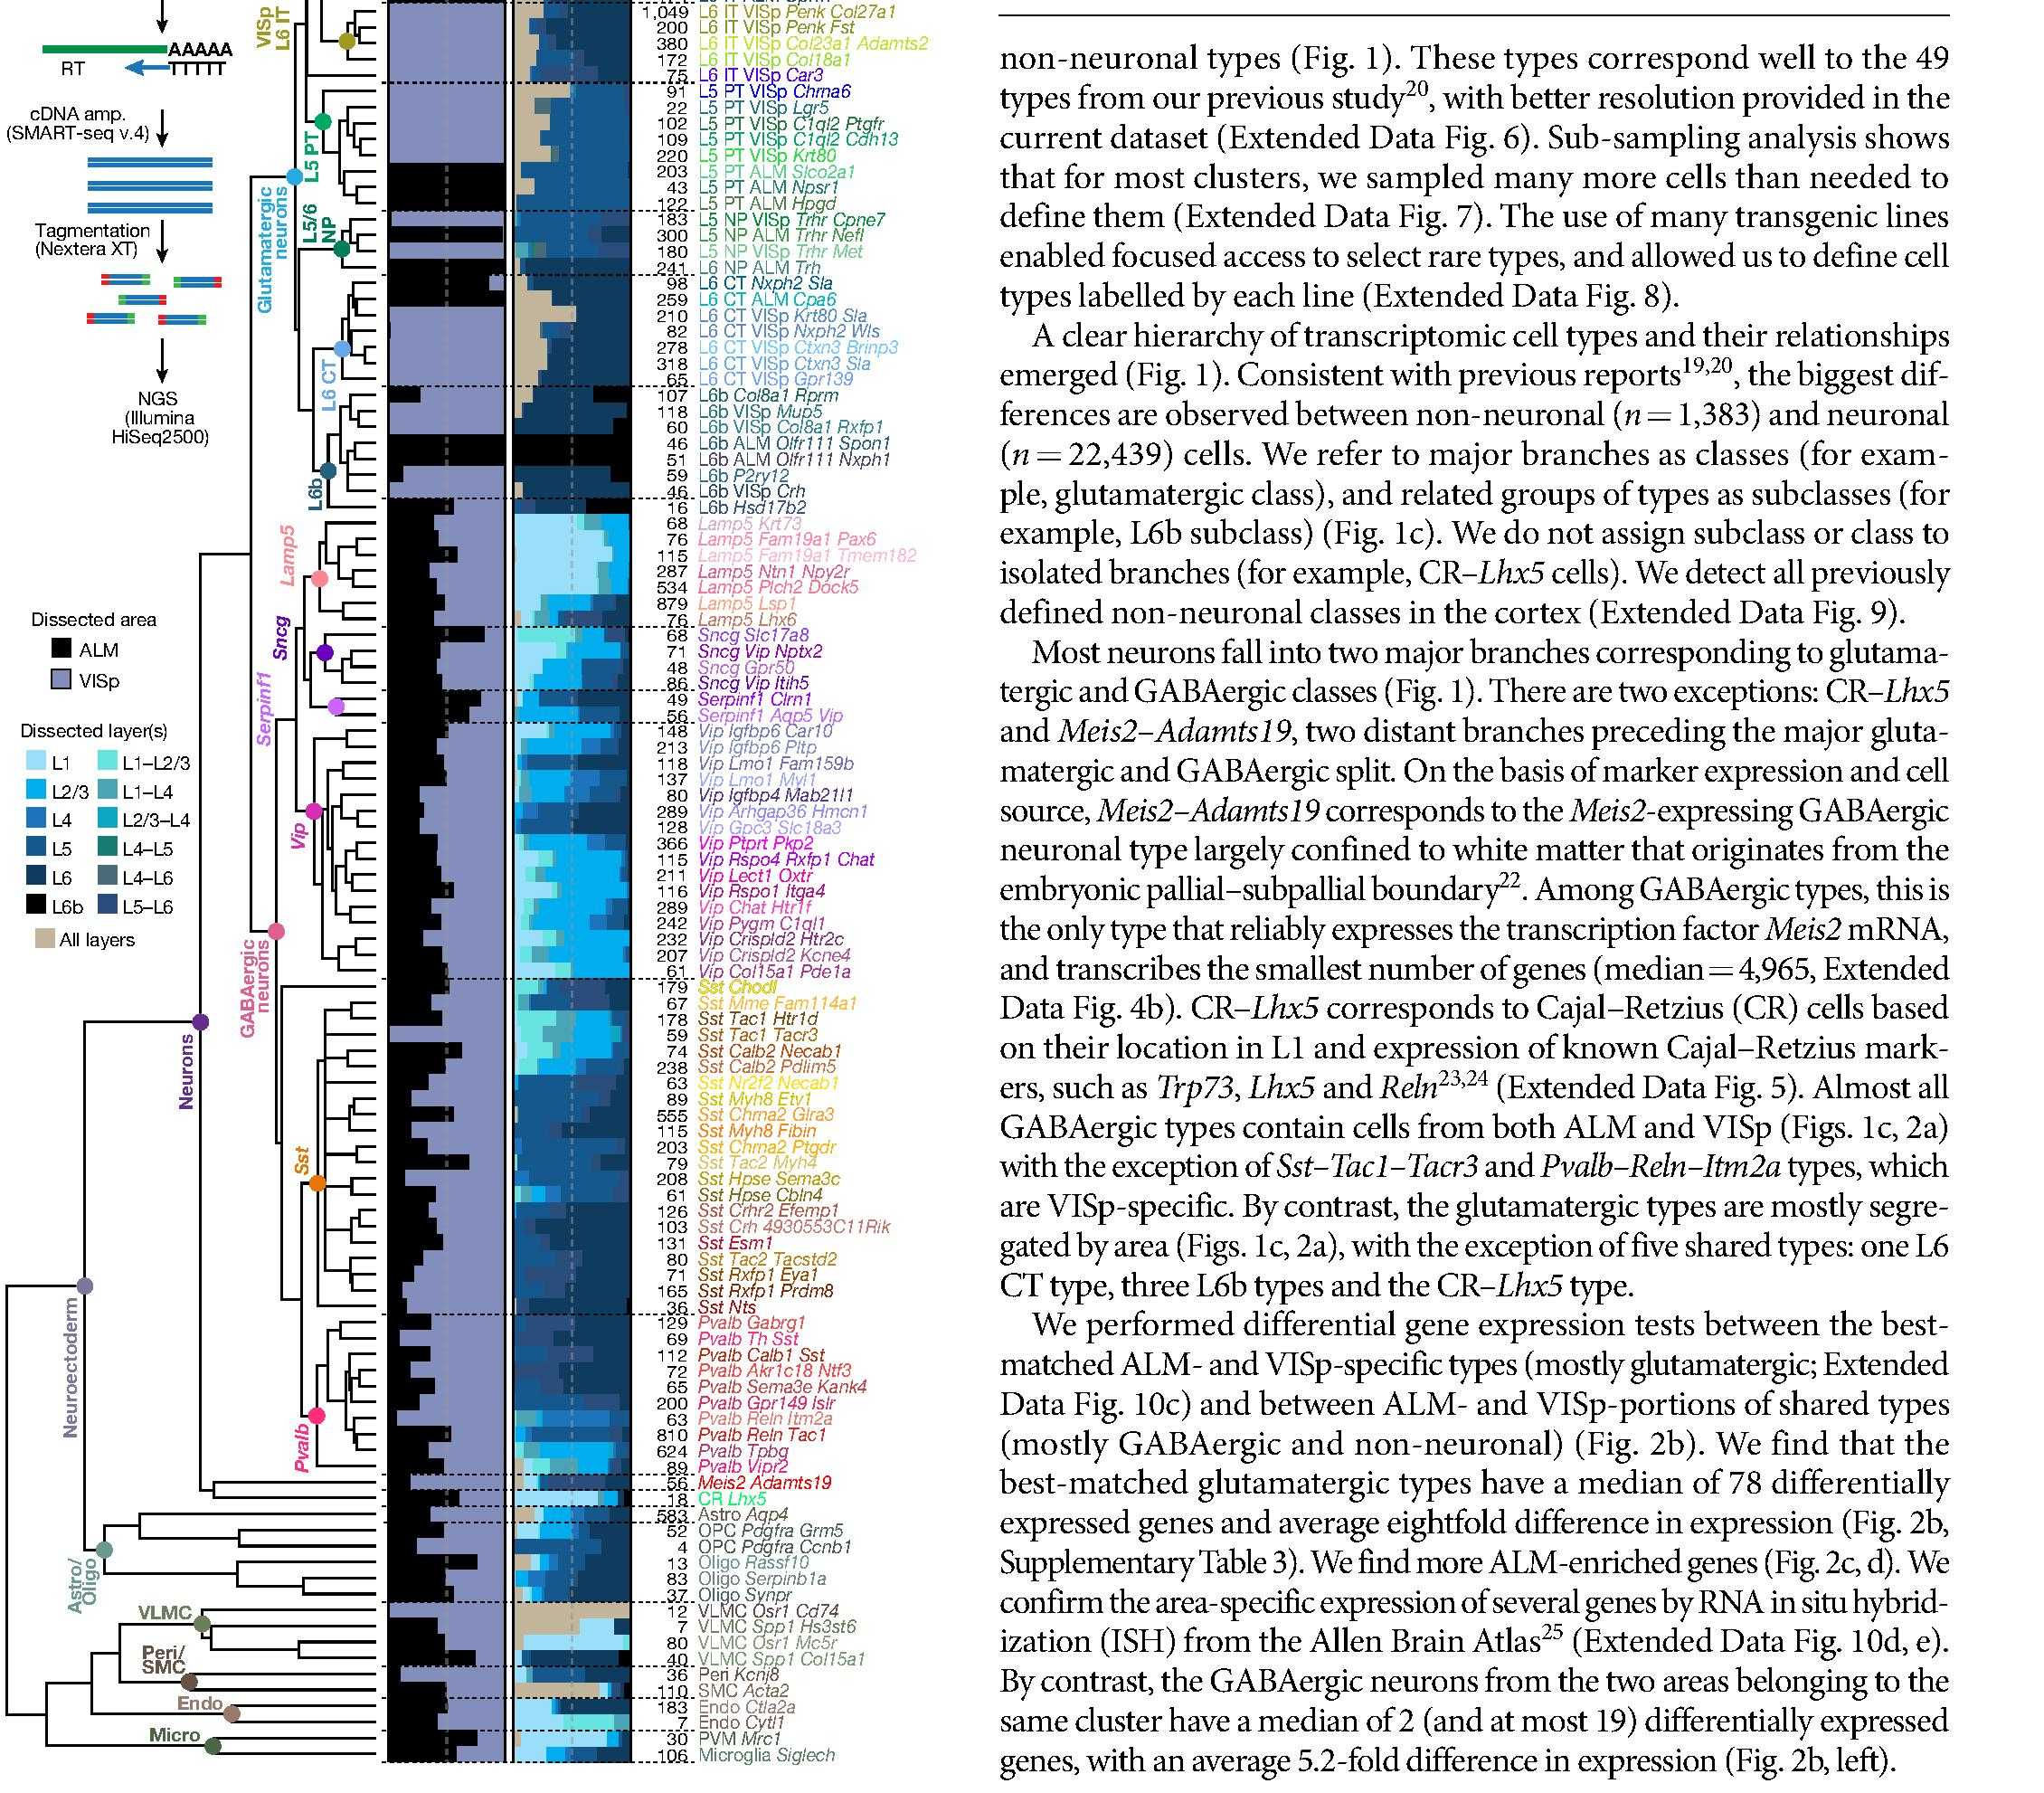 AAAAA
RT
TTTTT
cDNA amp.
(SMART-seq v.4)
Tagmentation
(Nextera XT)
NGS
(Illumina
HiSeq2500)
Dissected area
ALM
VISp
Dissected layer(s)
L1
L1–L2/3
L2/3
L1–L4
L4
L2/3–L4
L5
L4–L5
L6
L4–L6
L6b
L5–L6
All layers
VISp
L6 IT
L5 PT
Glutamatergic
neurons
L5/6
NP
L6 CT
L6b
Lamp5
Sncg
Serpinf1
Vip
GABAergic
neurons
Neurons
Sst
Neuroectoderm
Pvalb
Astro/
Oligo
VLMC
Peri/
SMC
Endo
Micro
1,049 L6 IT VISp Penk Col27a1
200 L6 IT VISp Penk Fst
380 L6 IT VISp Col23a1 Adamts2
172 L6 IT VISp Col18a1
75 L6 IT VISp Car3
91 L5 PT VISp Chrna6
22 L5 PT VISp Lgr5
102 L5 PT VISp C1ql2 Ptgfr
109 L5 PT VISp C1ql2 Cdh13
220 L5 PT VISp Krt80
203 L5 PT ALM Slco2a1
43 L5 PT ALM Npsr1
122 L5 PT ALM Hpgd
183 L5 NP VISp Trhr Cpne7
300 L5 NP ALM Trhr Nefl
180 L5 NP VISp Trhr Met
241 L6 NP ALM Trh
98 L6 CT Nxph2 Sla
259 L6 CT ALM Cpa6
210 L6 CT VISp Krt80 Sla
82 L6 CT VISp Nxph2 Wls
278 L6 CT VISp Ctxn3 Brinp3
318 L6 CT VISp Ctxn3 Sla
65 L6 CT VISp Gpr139
107 L6b Col8a1 Rprm
118 L6b VISp Mup5
60 L6b VISp Col8a1 Rxfp1
46 L6b ALM Olfr111 Spon1
51 L6b ALM Olfr111 Nxph1
59 L6b P2ry12
46 L6b VISp Crh
16 L6b Hsd17b2
68 Lamp5 Krt73
76 Lamp5 Fam19a1 Pax6
115 Lamp5 Fam19a1 Tmem182
287 Lamp5 Ntn1 Npy2r
534 Lamp5 Plch2 Dock5
879 Lamp5 Lsp1
76 Lamp5 Lhx6
68 Sncg Slc17a8
71 Sncg Vip Nptx2
48 Sncg Gpr50
86 Sncg Vip Itih5
49 Serpinf1 Clrn1
56 Serpinf1 Aqp5 Vip
148 Vip Igfbp6 Car10
213 Vip Igfbp6 Pltp
118 Vip Lmo1 Fam159b
137 Vip Lmo1 Myl1
80 Vip Igfbp4 Mab21l1
289 Vip Arhgap36 Hmcn1
128 Vip Gpc3 Slc18a3
366 Vip Ptprt Pkp2
115 Vip Rspo4 Rxfp1 Chat
211 Vip Lect1 Oxtr
116 Vip Rspo1 Itga4
289 Vip Chat Htr1f
242 Vip Pygm C1ql1
232 Vip Crispld2 Htr2c
207 Vip Crispld2 Kcne4
61 Vip Col15a1 Pde1a
179 Sst Chodl
67 Sst Mme Fam114a1
178 Sst Tac1 Htr1d
59 Sst Tac1 Tacr3
74 Sst Calb2 Necab1
238 Sst Calb2 Pdlim5
63 Sst Nr2f2 Necab1
89 Sst Myh8 Etv1
555 Sst Chrna2 Glra3
115 Sst Myh8 Fibin
203 Sst Chrna2 Ptgdr
79 Sst Tac2 Myh4
208 Sst Hpse Sema3c
61 Sst Hpse Cbln4
126 Sst Crhr2 Efemp1
103 Sst Crh 4930553C11Rik
131 Sst Esm1
80 Sst Tac2 Tacstd2
71 Sst Rxfp1 Eya1
165 Sst Rxfp1 Prdm8
36 Sst Nts
129 Pvalb Gabrg1
69 Pvalb Th Sst
112 Pvalb Calb1 Sst
72 Pvalb Akr1c18 Ntf3
65 Pvalb Sema3e Kank4
200 Pvalb Gpr149 Islr
63 Pvalb Reln Itm2a
810 Pvalb Reln Tac1
624 Pvalb Tpbg
89 Pvalb Vipr2
56 Meis2 Adamts19
18 CR Lhx5
583 Astro Aqp4
52 OPC Pdgfra Grm5
4 OPC Pdgfra Ccnb1
13 Oligo Rassf10
83 Oligo Serpinb1a
37 Oligo Synpr
12 VLMC Osr1 Cd74
7 VLMC Spp1 Hs3st6
80 VLMC Osr1 Mc5r
40 VLMC Spp1 Col15a1
36 Peri Kcnj8
110 SMC Acta2
183 Endo Ctla2a
7 Endo Cytl1
30 PVM Mrc1
106 Microglia Siglech
non-neuronal types (Fig. 1). These types correspond well to the 49
types from our previous study20, with better resolution provided in the
current dataset (Extended Data Fig. 6). Sub-sampling analysis shows
that for most clusters, we sampled many more cells than needed to
define them (Extended Data Fig. 7). The use of many transgenic lines
enabled focused access to select rare types, and allowed us to define cell
types labelled by each line (Extended Data Fig. 8).
A clear hierarchy of transcriptomic cell types and their relationships
emerged (Fig. 1). Consistent with previous reports19,20, the biggest dif-
ferences are observed between non-neuronal (n = 1,383) and neuronal
(n = 22,439) cells. We refer to major branches as classes (for exam-
ple, glutamatergic class), and related groups of types as subclasses (for
example, L6b subclass) (Fig. 1c). We do not assign subclass or class to
isolated branches (for example, CR–Lhx5 cells). We detect all previously
defined non-neuronal classes in the cortex (Extended Data Fig. 9).
Most neurons fall into two major branches corresponding to glutama-
tergic and GABAergic classes (Fig. 1). There are two exceptions: CR–Lhx5
and Meis2–Adamts19, two distant branches preceding the major gluta-
matergic and GABAergic split. On the basis of marker expression and cell
source, Meis2–Adamts19 corresponds to the Meis2-expressing GABAergic
neuronal type largely confined to white matter that originates from the
embryonic pallial–subpallial boundary22. Among GABAergic types, this is
the only type that reliably expresses the transcription factor Meis2 mRNA,
and transcribes the smallest number of genes (median = 4,965, Extended
Data Fig. 4b). CR–Lhx5 corresponds to Cajal–Retzius (CR) cells based
on their location in L1 and expression of known Cajal–Retzius mark-
ers, such as Trp73, Lhx5 and Reln23,24 (Extended Data Fig. 5). Almost all
GABAergic types contain cells from both ALM and VISp (Figs. 1c, 2a)
with the exception of Sst–Tac1–Tacr3 and Pvalb–Reln–Itm2a types, which
are VISp-specific. By contrast, the glutamatergic types are mostly segre-
gated by area (Figs. 1c, 2a), with the exception of five shared types: one L6
CT type, three L6b types and the CR–Lhx5 type.
We performed differential gene expression tests between the best-
matched ALM- and VISp-specific types (mostly glutamatergic; Extended
Data Fig. 10c) and between ALM- and VISp-portions of shared types
(mostly GABAergic and non-neuronal) (Fig. 2b). We find that the
best-matched glutamatergic types have a median of 78 differentially
expressed genes and average eightfold difference in expression (Fig. 2b,
Supplementary Table 3). We find more ALM-enriched genes (Fig. 2c, d). We
confirm the area-specific expression of several genes by RNA in situ hybrid-
ization (ISH) from the Allen Brain Atlas25 (Extended Data Fig. 10d, e).
By contrast, the GABAergic neurons from the two areas belonging to the
same cluster have a median of 2 (and at most 19) differentially expressed
genes, with an average 5.2-fold difference in expression (Fig. 2b, left).